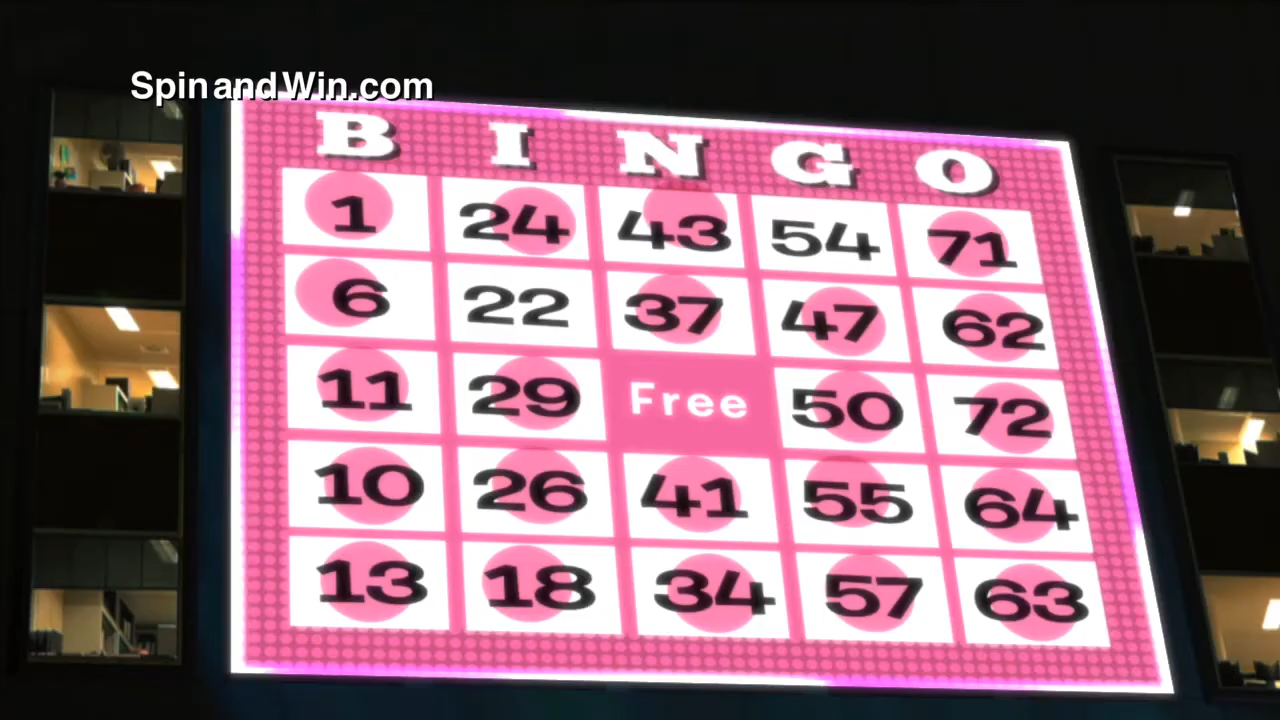 SpinandWin.com
B I N G O
1 24 43 54 71
6 22 37 47 62
11 29 Free 50 72
10 26 41 55 64
13 18 34 57 63